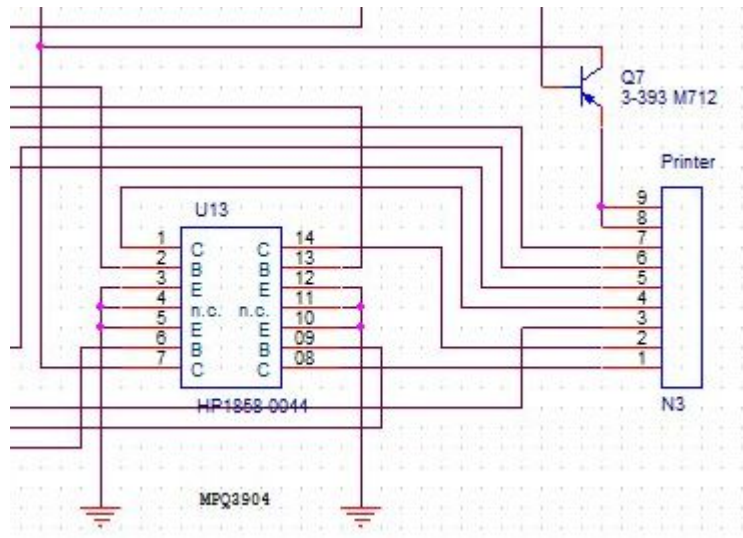 Q7
3-393 M712
Printer
9
8
7
6
5
4
3
2
1
N3
U13
1 C C 14
2 B B 13
3 E E 12
4 n.c. n.c. 11
5 E E 10
6 B B 09
7 C C 08
HP1858-0044
MPQ3904